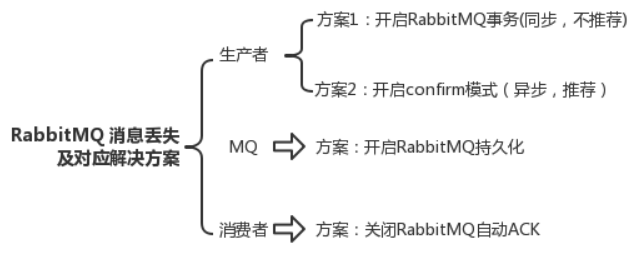 RabbitMQ 消息丢失
及对应解决方案
生产者
方案1：开启RabbitMQ事务(同步，不推荐)
方案2：开启confirm模式（异步，推荐）
MQ
方案：开启RabbitMQ持久化
消费者
方案：关闭RabbitMQ自动ACK